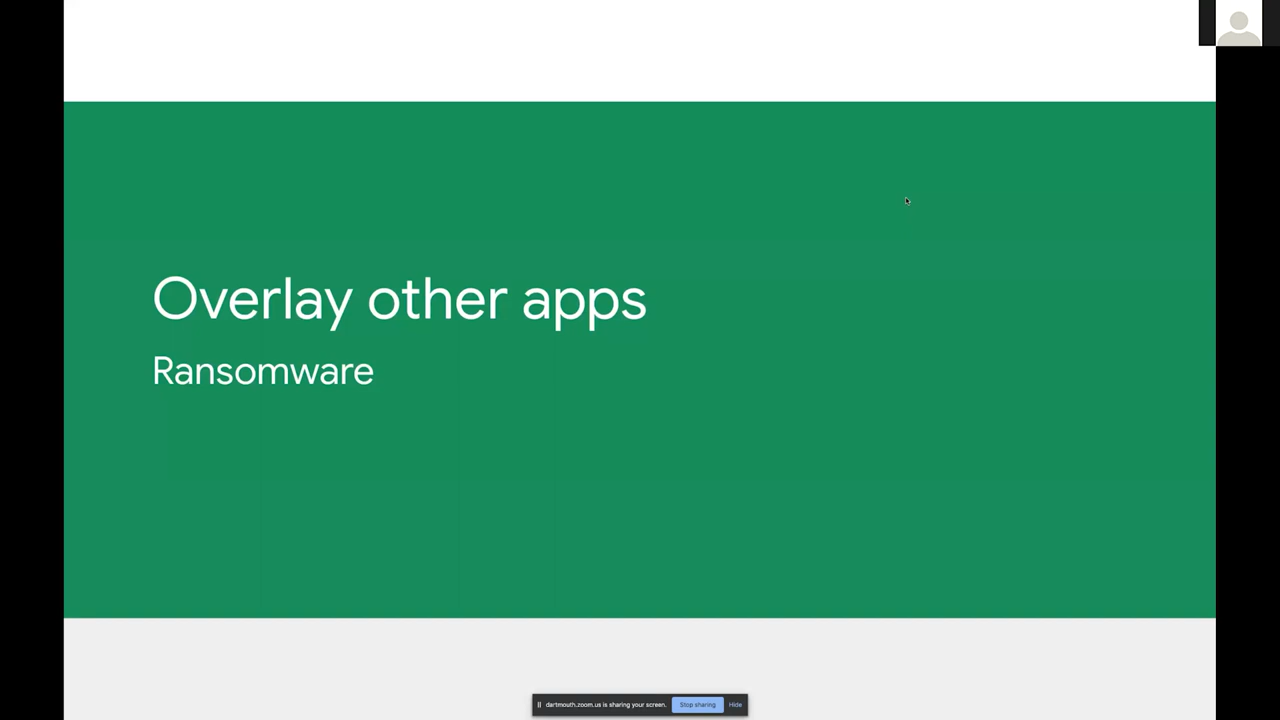 Overlay other apps
Ransomware
dartmouth.zoom.us is sharing your screen. Stop sharing Hide